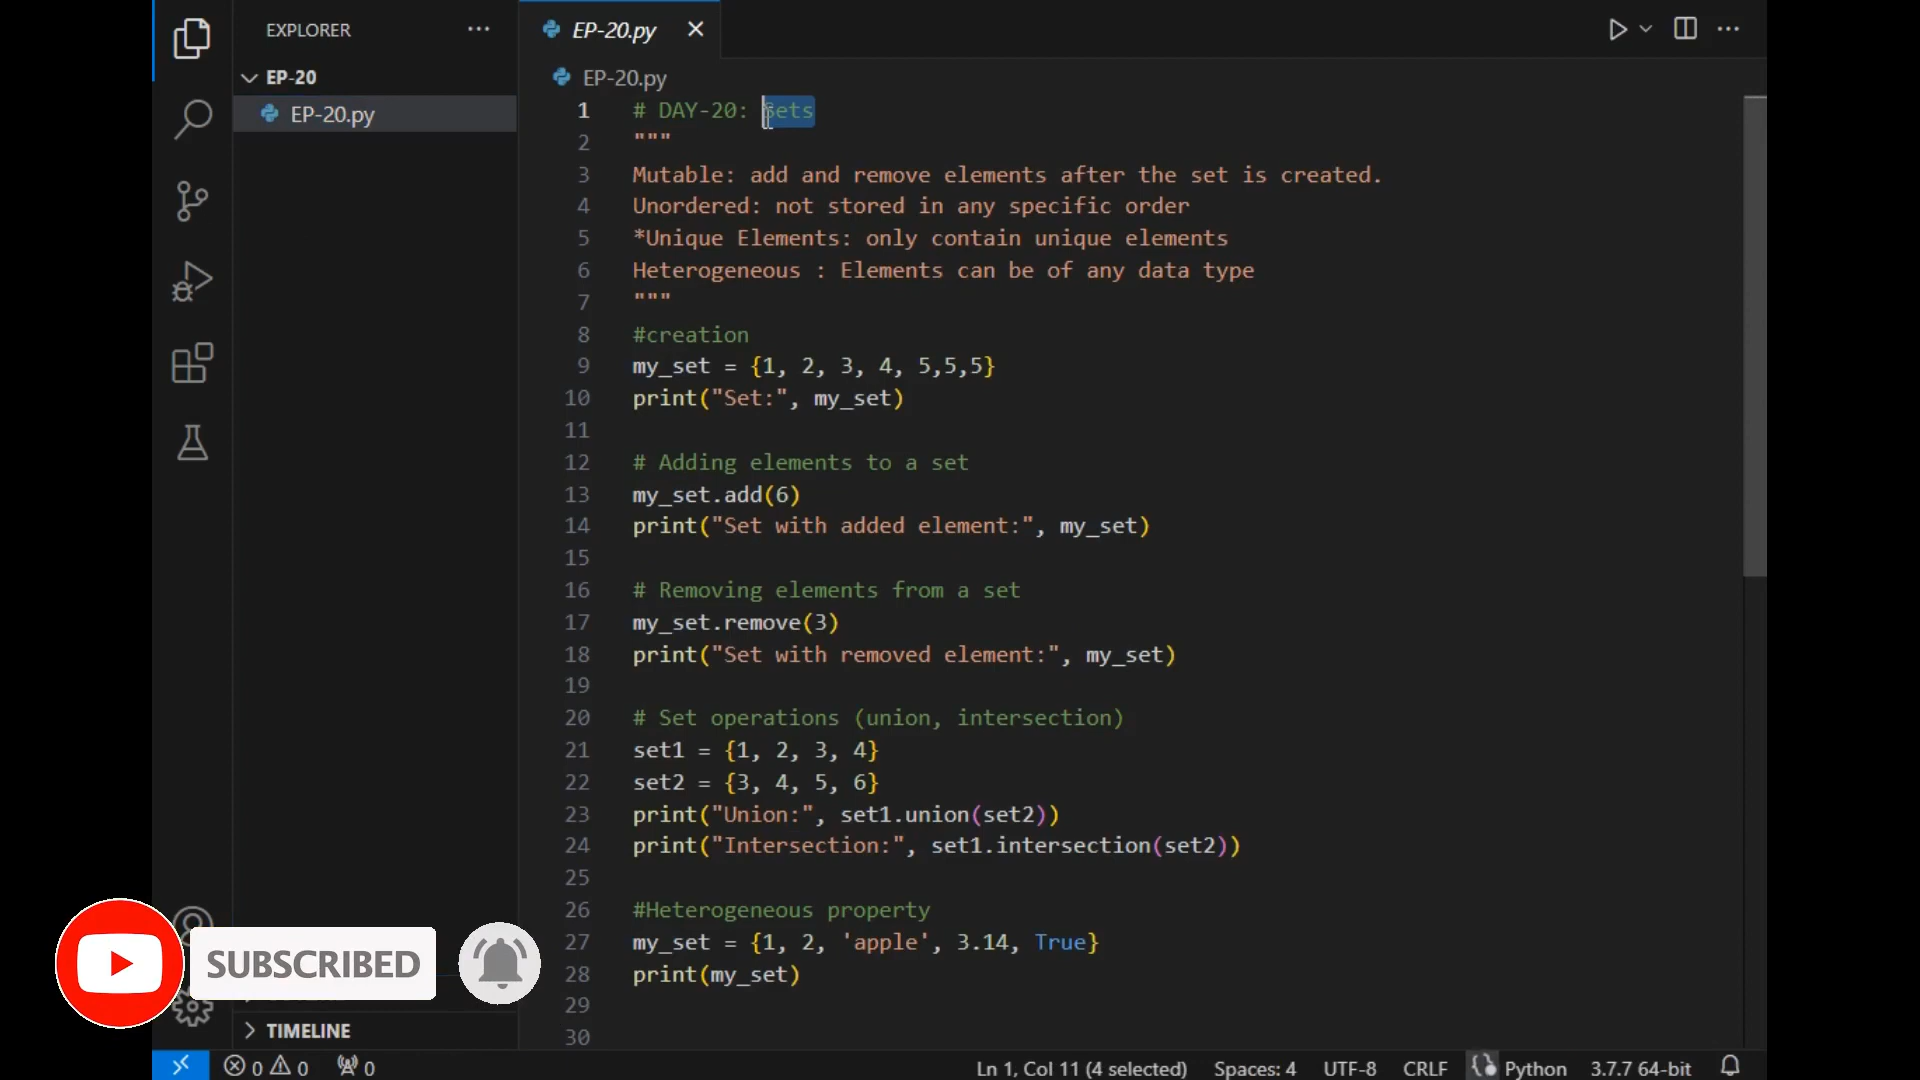 EXPLORER
EP-20.py
EP-20
EP-20.py
EP-20.py
1 # DAY-20: Sets
2 """
3 Mutable: add and remove elements after the set is created.
4 Unordered: not stored in any specific order
5 *Unique Elements: only contain unique elements
6 Heterogeneous : Elements can be of any data type
7 """
8 #creation
9 my_set = {1, 2, 3, 4, 5,5,5}
10 print("Set:", my_set)
11
12 # Adding elements to a set
13 my_set.add(6)
14 print("Set with added element:", my_set)
15
16 # Removing elements from a set
17 my_set.remove(3)
18 print("Set with removed element:", my_set)
19
20 # Set operations (union, intersection)
21 set1 = {1, 2, 3, 4}
22 set2 = {3, 4, 5, 6}
23 print("Union:", set1.union(set2))
24 print("Intersection:", set1.intersection(set2))
25
26 #Heterogeneous property
27 my_set = {1, 2, 'apple', 3.14, True}
28 print(my_set)
29
30
SUBSCRIBED
TIMELINE
0 0 0 Ln 1, Col 11 (4 selected) Spaces: 4 UTF-8 CRLF Python 3.7.7 64-bit